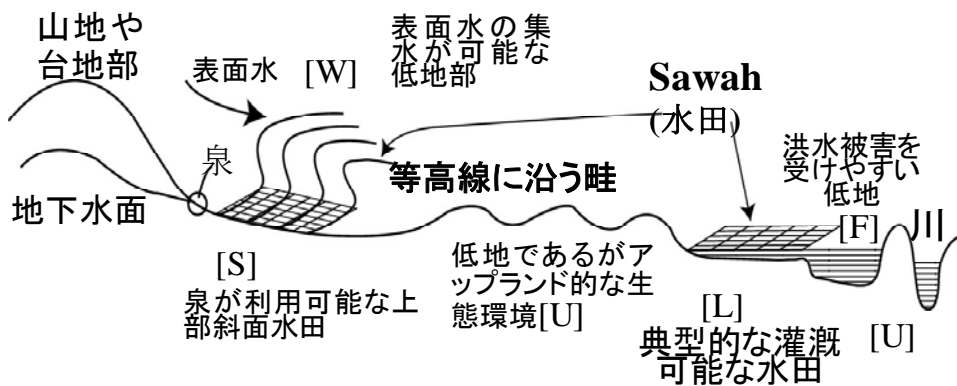 山地や
台地部
表面水
[W]
表面水の集
水が可能な
低地部
Sawah
(水田)
洪水被害を
受けやすい
低地
[F]
川
泉
等高線に沿う畦
地下水面
[S]
泉が利用可能な上
部斜面水田
低地であるがア
ップランド的な生
態環境[U]
[L]
典型的な灌漑
可能な水田
[U]